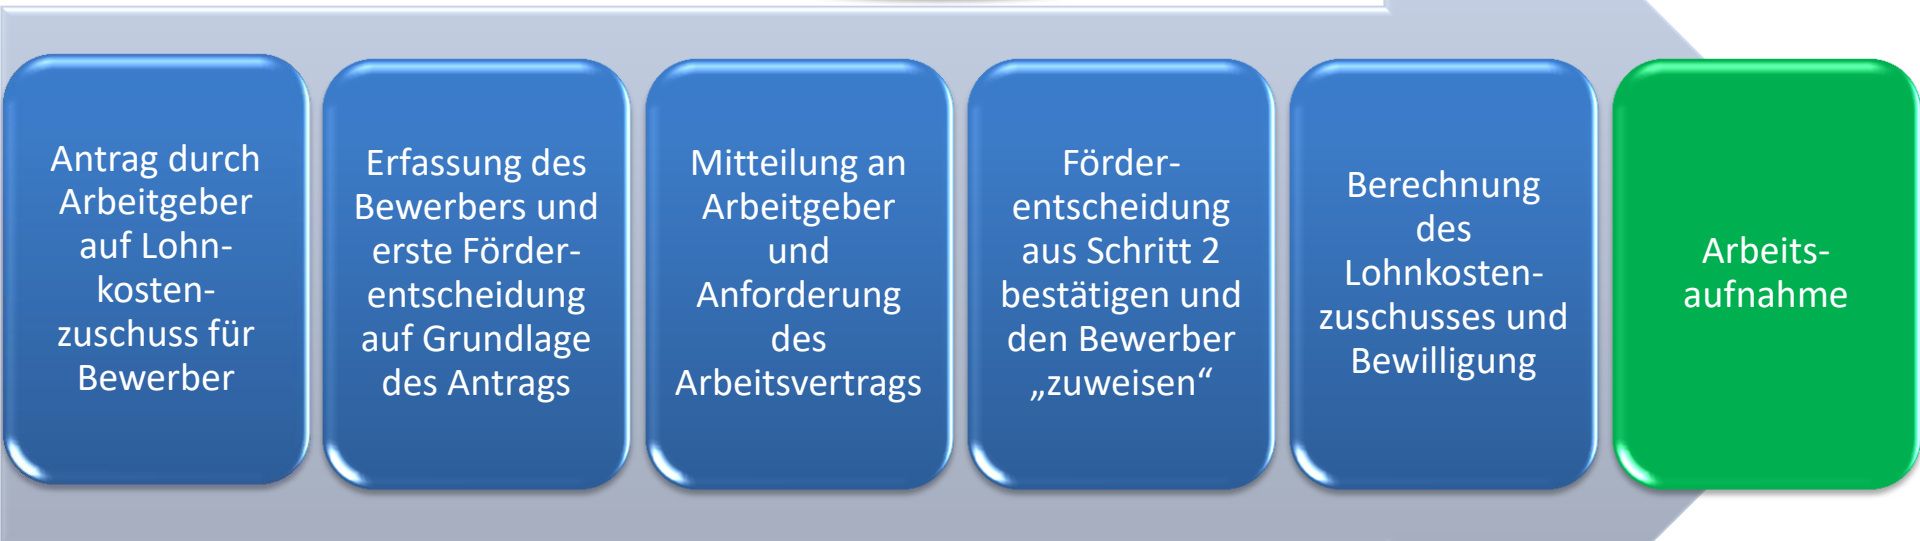 Antrag durch
Arbeitgeber
auf Lohn-
kosten-
zuschuss für
Bewerber
Erfassung des
Bewerbers und
erste Förder-
entscheidung
auf Grundlage
des Antrags
Mitteilung an
Arbeitgeber
und
Anforderung
des
Arbeitsvertrags
Förder-
entscheidung
aus Schritt 2
bestätigen und
den Bewerber
„zuweisen“
Berechnung
des
Lohnkosten-
zuschusses und
Bewilligung
Arbeits-
aufnahme